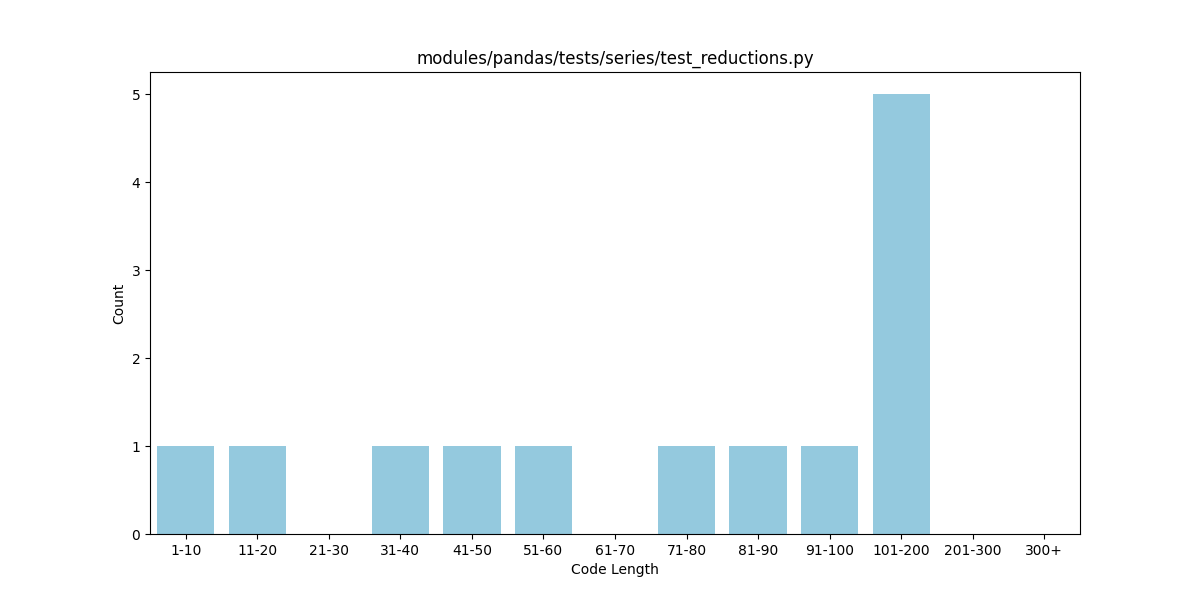 modules/pandas/tests/series/test_reductions.py
5
4
3
2
1
0
Count
1-10 11-20 21-30 31-40 41-50 51-60 61-70 71-80 81-90 91-100 101-200 201-300 300+
Code Length